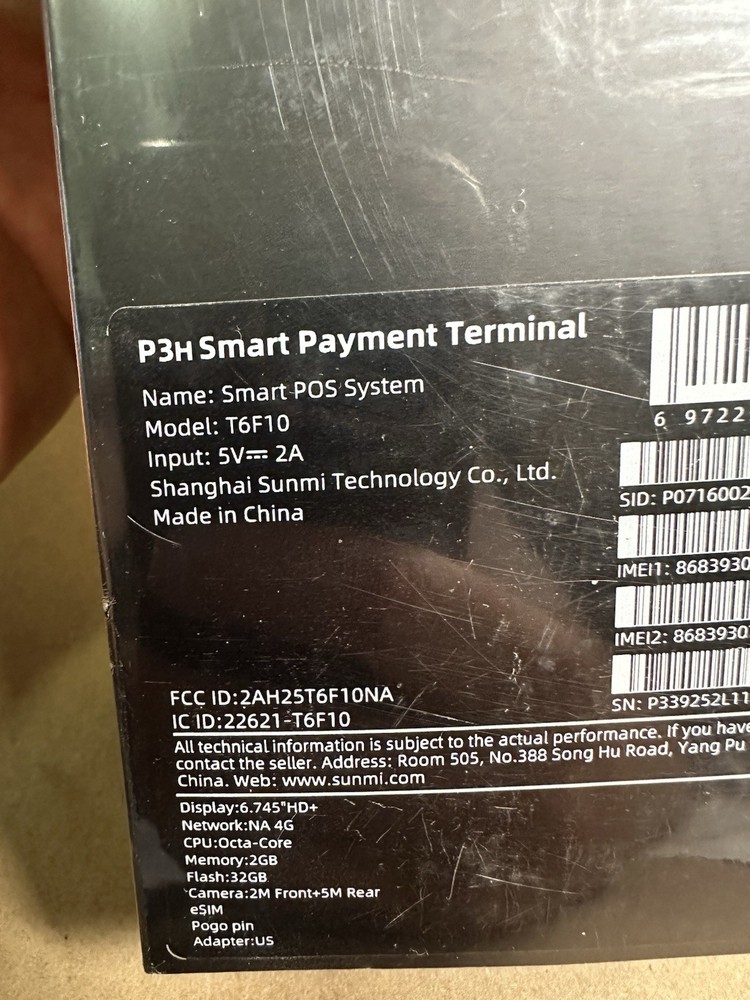 P3H Smart Payment Terminal
Name: Smart POS System
Model: T6F10
Input: 5V⎓ 2A
Shanghai Sunmi Technology Co., Ltd.
Made in China
6 9722
SID: P0716002
IMEI1: 8683930
IMEI2: 8683930
SN: P339252L11
FCC ID:2AH25T6F10NA
IC ID:22621-T6F10
All technical information is subject to the actual performance. If you have
contact the seller. Address: Room 505, No.388 Song Hu Road, Yang Pu
China. Web: www.sunmi.com
Display:6.745"HD+
Network:NA 4G
CPU:Octa-Core
Memory:2GB
Flash:32GB
Camera:2M Front+5M Rear
eSIM
Pogo pin
Adapter:US